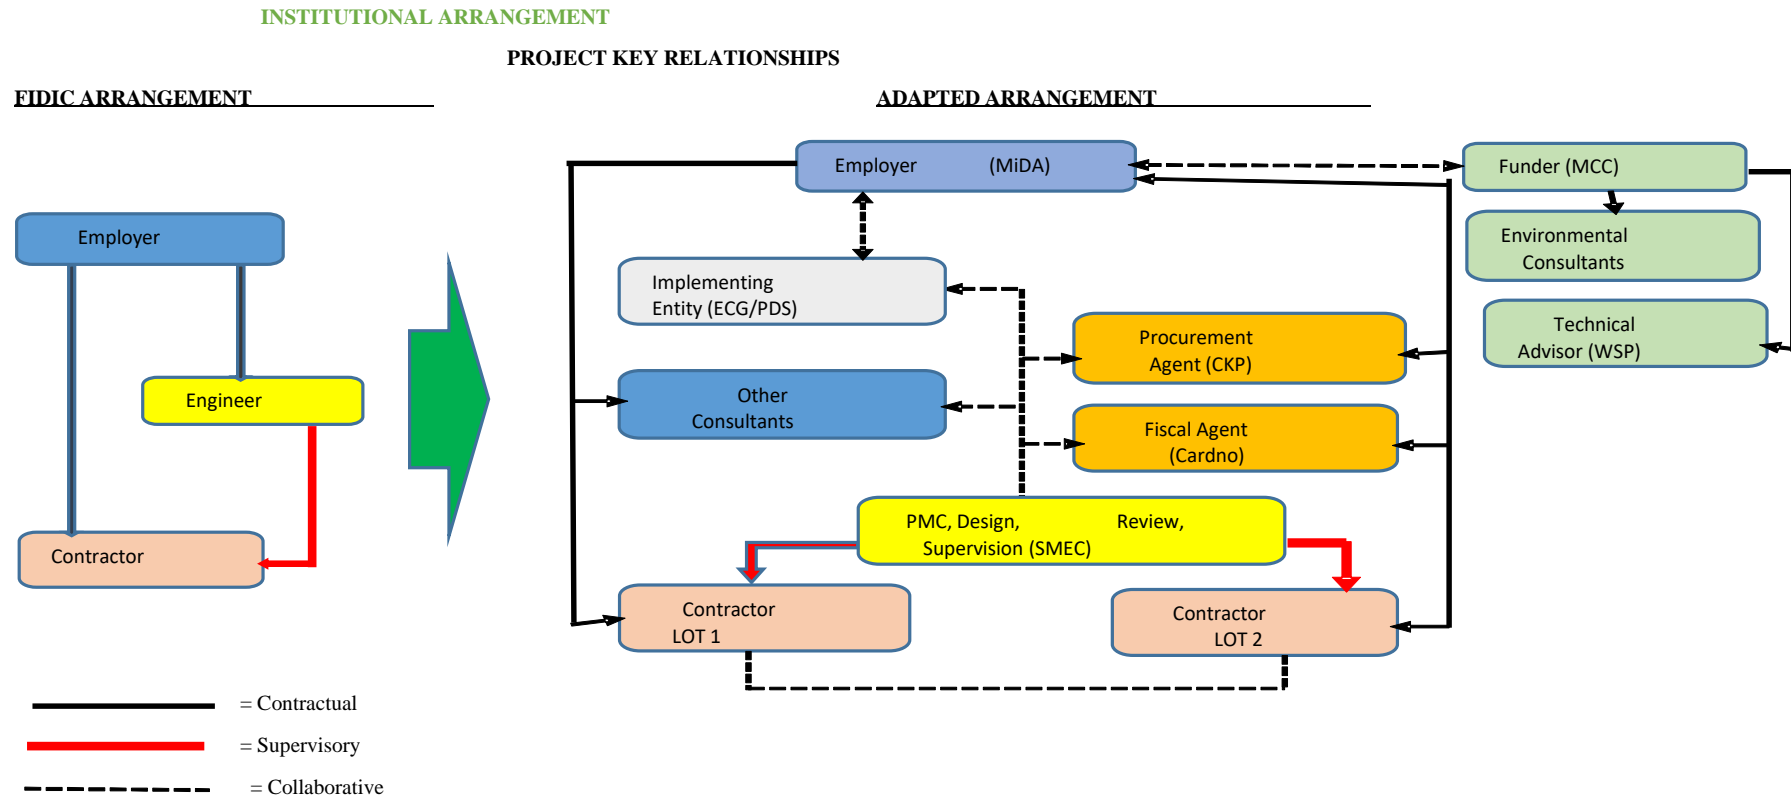 INSTITUTIONAL ARRANGEMENT
PROJECT KEY RELATIONSHIPS
FIDIC ARRANGEMENT
ADAPTED ARRANGEMENT
Employer
Engineer
Contractor
Employer (MiDA)
Funder (MCC)
Environmental
Consultants
Technical
Advisor (WSP)
Implementing
Entity (ECG/PDS)
Procurement
Agent (CKP)
Other
Consultants
Fiscal Agent
(Cardno)
PMC, Design, Review,
Supervision (SMEC)
Contractor
LOT 1
Contractor
LOT 2
= Contractual
= Supervisory
= Collaborative